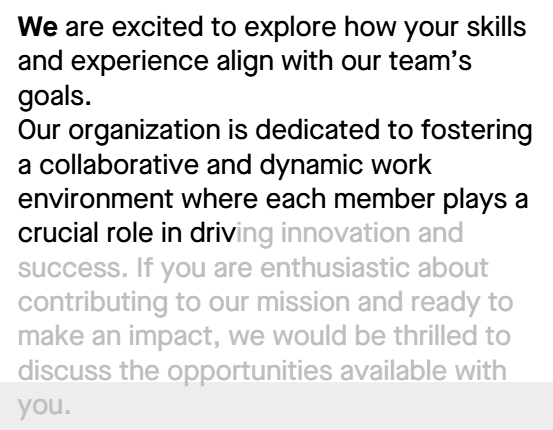 We are excited to explore how your skills
and experience align with our team's
goals.
Our organization is dedicated to fostering
a collaborative and dynamic work
environment where each member plays a
crucial role in driving innovation and
success. If you are enthusiastic about
contributing to our mission and ready to
make an impact, we would be thrilled to
discuss the opportunities available with
you.